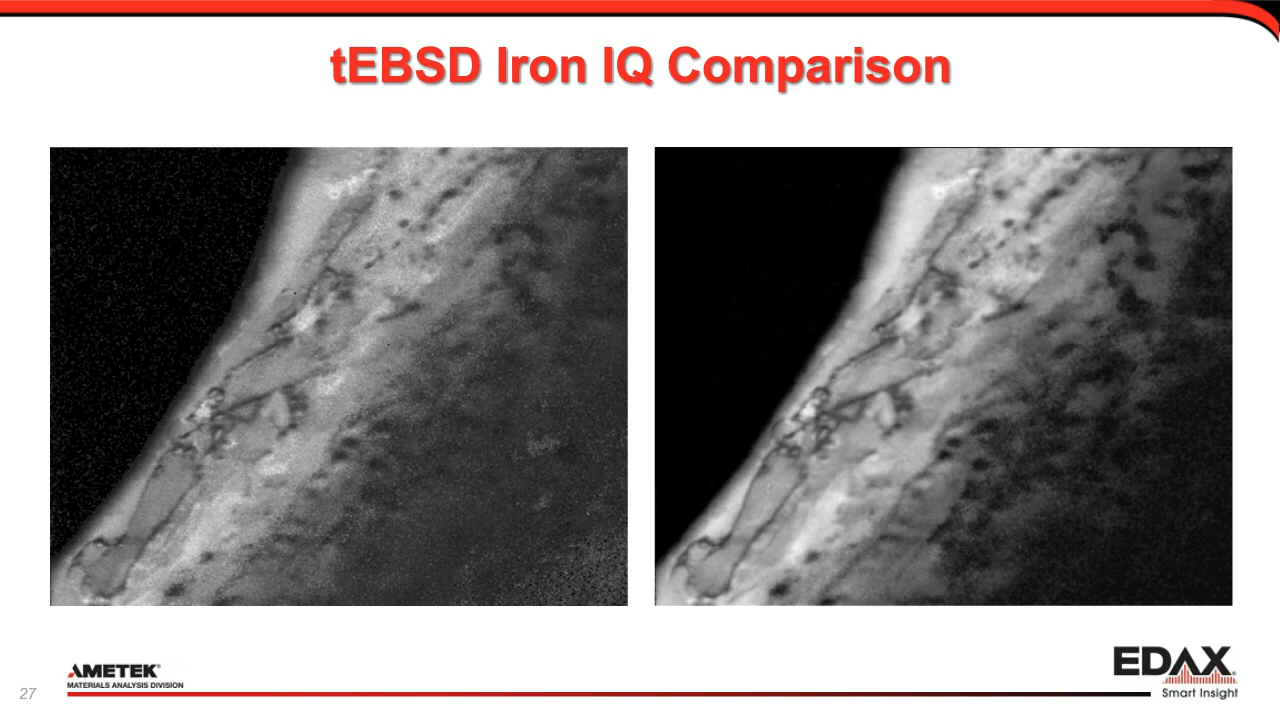 tEBSD Iron IQ Comparison
27
AMETEK®
MATERIALS ANALYSIS DIVISION
EDAX®
Smart Insight